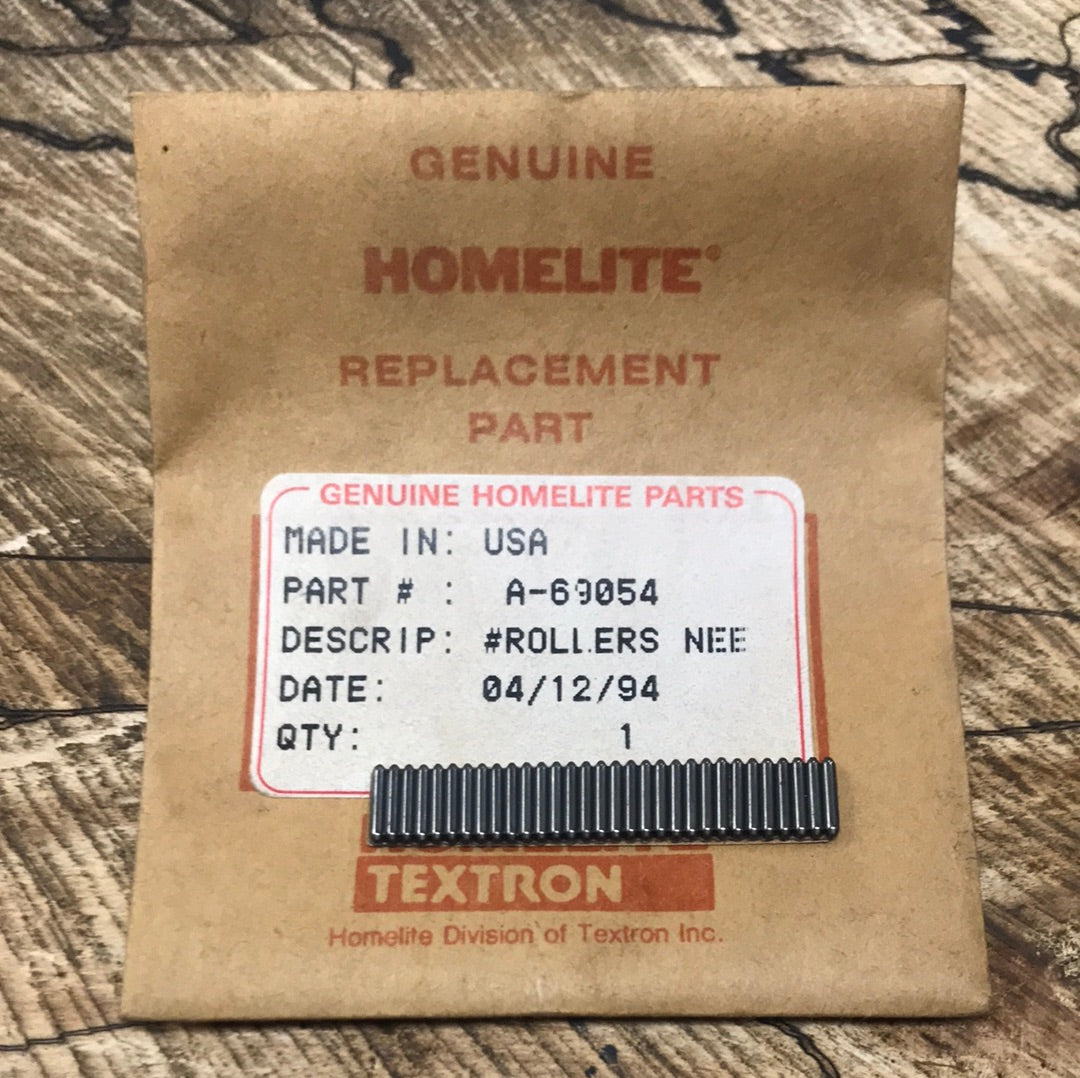 GENUINE
HOMELITE®
REPLACEMENT
PART
GENUINE HOMELITE PARTS
MADE IN: USA
PART # : A-69054
DESCRIP: #ROLLERS NEE
DATE: 04/12/94
QTY: 1
TEXTRON
Homelite Division of Textron Inc.